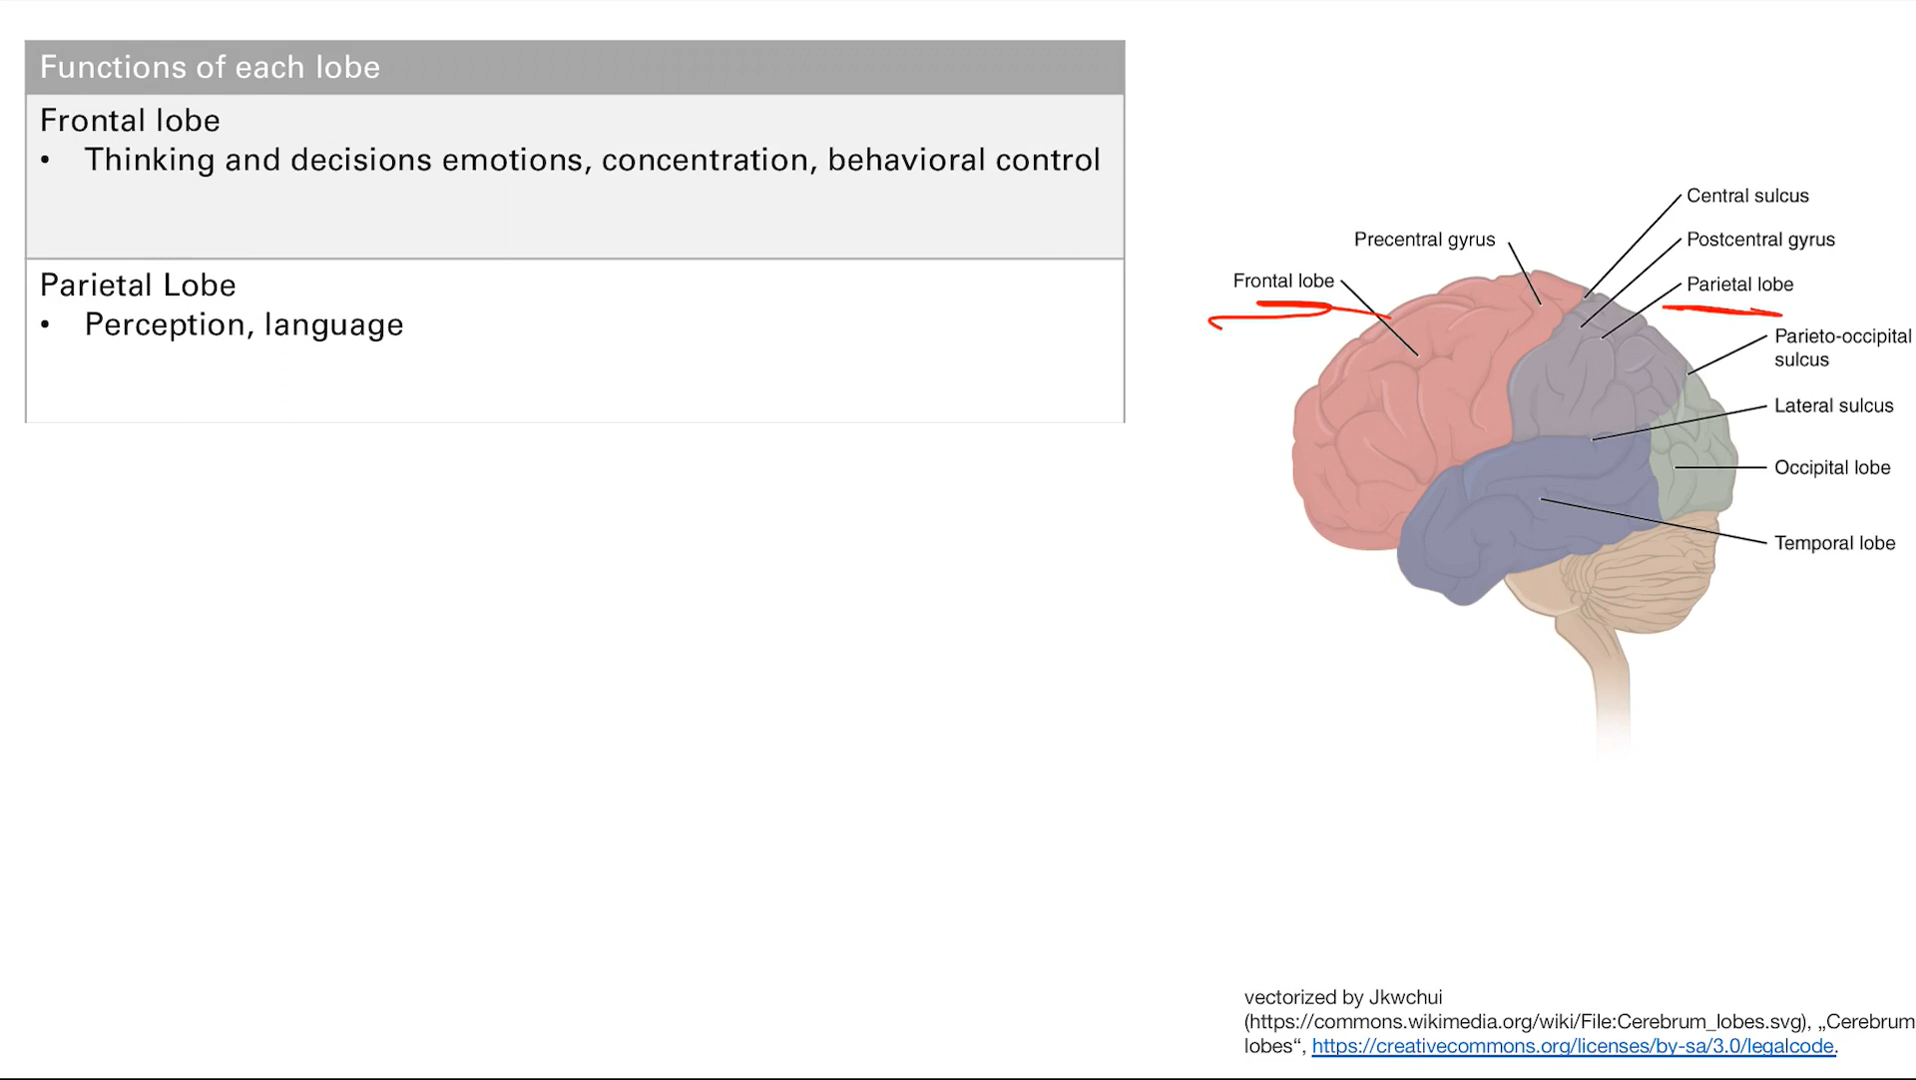 Functions of each lobe
Frontal lobe
• Thinking and decisions emotions, concentration, behavioral control
Parietal Lobe
• Perception, language
Central sulcus
Precentral gyrus
Postcentral gyrus
Frontal lobe
Parietal lobe
Parieto-occipital
sulcus
Lateral sulcus
Occipital lobe
Temporal lobe
vectorized by Jkwchui
(https://commons.wikimedia.org/wiki/File:Cerebrum_lobes.svg), „Cerebrum
lobes“, https://creativecommons.org/licenses/by-sa/3.0/legalcode.